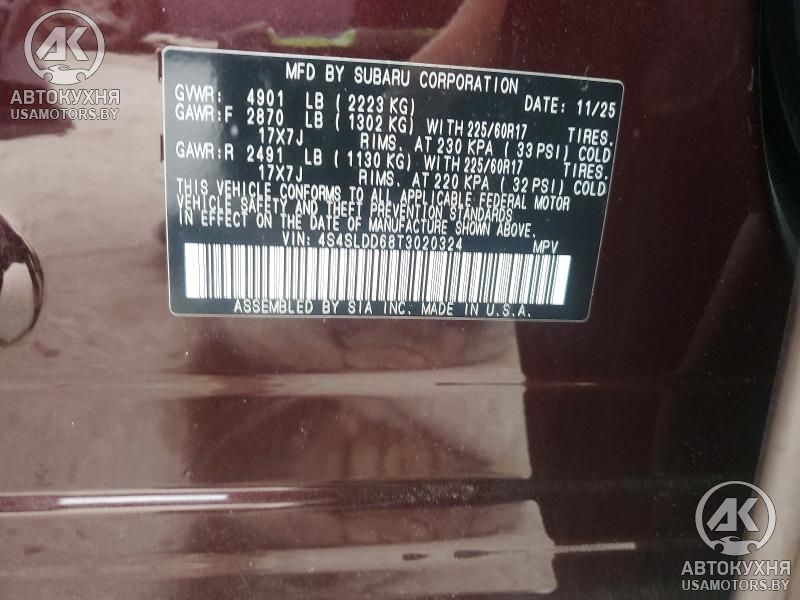 AK
АВТОКУХНЯ
USAMOTORS.BY
MFD BY SUBARU CORPORATION
GVWR: 4901 LB (2223 KG) DATE: 11/25
GAWR:F 2870 LB (1302 KG) WITH 225/60R17 TIRES.
17X7J RIMS. AT 230 KPA (33 PSI) COLD
GAWR:R 2491 LB (1130 KG) WITH 225/60R17 TIRES.
17X7J RIMS. AT 220 KPA (32 PSI) COLD
THIS VEHICLE CONFORMS TO ALL APPLICABLE FEDERAL MOTOR
VEHICLE SAFETY AND THEFT PREVENTION STANDARDS
IN EFFECT ON THE DATE OF MANUFACTURE SHOWN ABOVE.
VIN: 4S4SLDD68T3020324 MPV
ASSEMBLED BY SIA INC. MADE IN U.S.A.
AK
АВТОКУХНЯ
USAMOTORS.BY